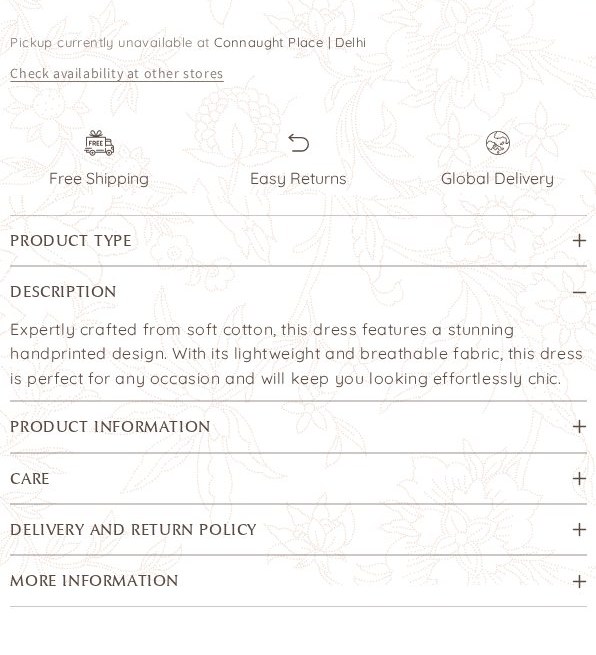 Pickup currently unavailable at Connaught Place | Delhi
Check availability at other stores
FREE
Free Shipping
Easy Returns
Global Delivery
PRODUCT TYPE
DESCRIPTION
Expertly crafted from soft cotton, this dress features a stunning
handprinted design. With its lightweight and breathable fabric, this dress
is perfect for any occasion and will keep you looking effortlessly chic.
PRODUCT INFORMATION
CARE
DELIVERY AND RETURN POLICY
MORE INFORMATION